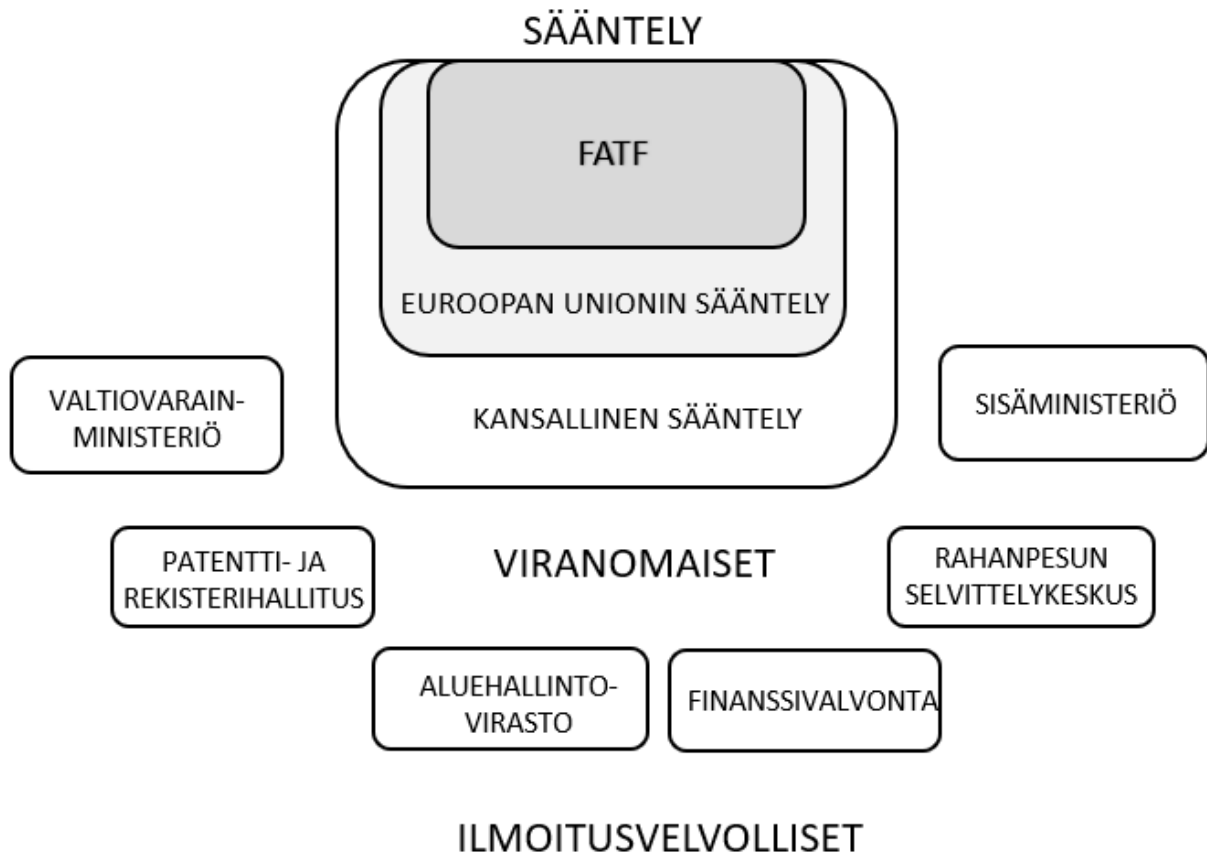 SÄÄNTELY
FATF
EUROOPAN UNIONIN SÄÄNTELY
KANSALLINEN SÄÄNTELY
VALTIOVARAIN-
MINISTERIÖ
SISÄMINISTERIÖ
PATENTTI- JA
REKISTERIHALLITUS
VIRANOMAISET
RAHANPESUN
SELVITTELYKESKUS
ALUEHALLINTO-
VIRASTO
FINANSSIVALVONTA
ILMOITUSVELVOLLISET